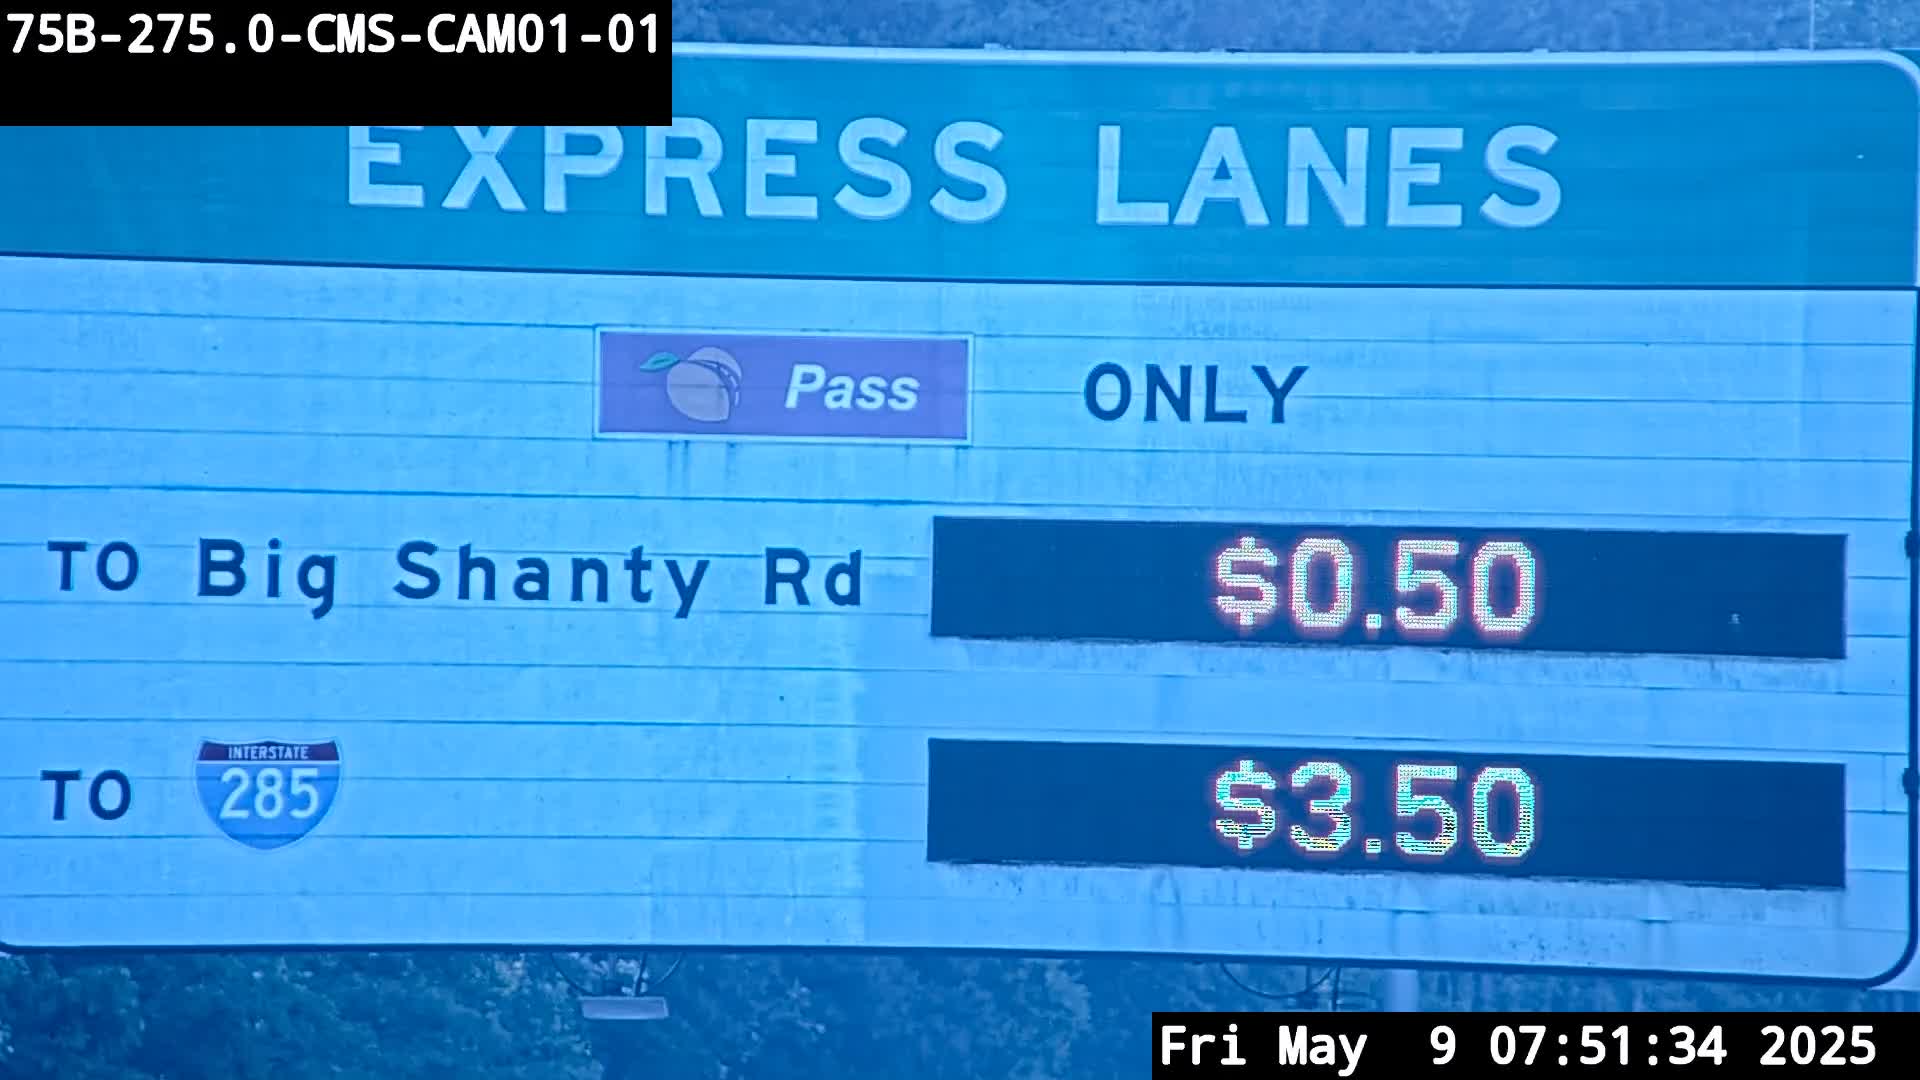 75B-275.0-CMS-CAM01-01
EXPRESS LANES
Pass ONLY
TO Big Shanty Rd $0.50
TO INTERSTATE 285 $3.50
Fri May 9 07:51:34 2025